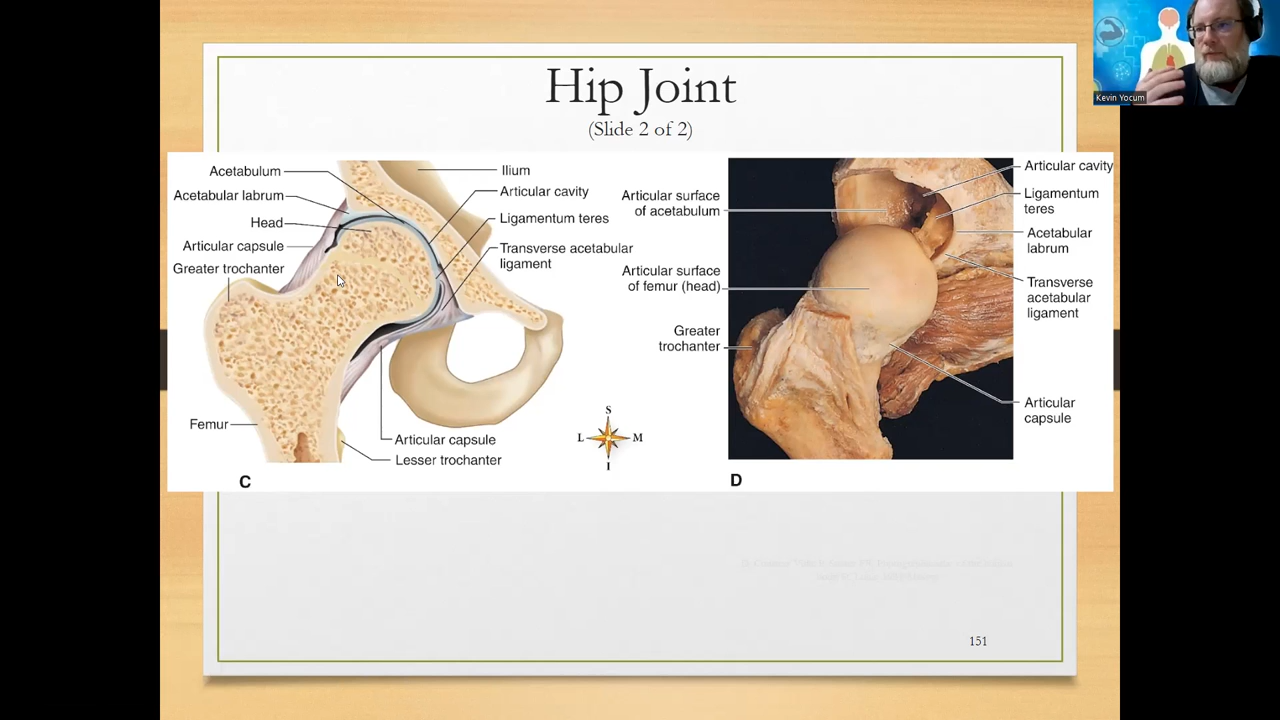 Kevin Yocum
Hip Joint
(Slide 2 of 2)
Acetabulum
Acetabular labrum
Head
Articular capsule
Greater trochanter
Femur
Ilium
Articular cavity
Ligamentum teres
Transverse acetabular
ligament
Articular capsule
Lesser trochanter
C
S
L
M
I
Articular surface
of acetabulum
Articular surface
of femur (head)
Greater
trochanter
Articular cavity
Ligamentum
teres
Acetabular
labrum
Transverse
acetabular
ligament
Articular
capsule
D
151